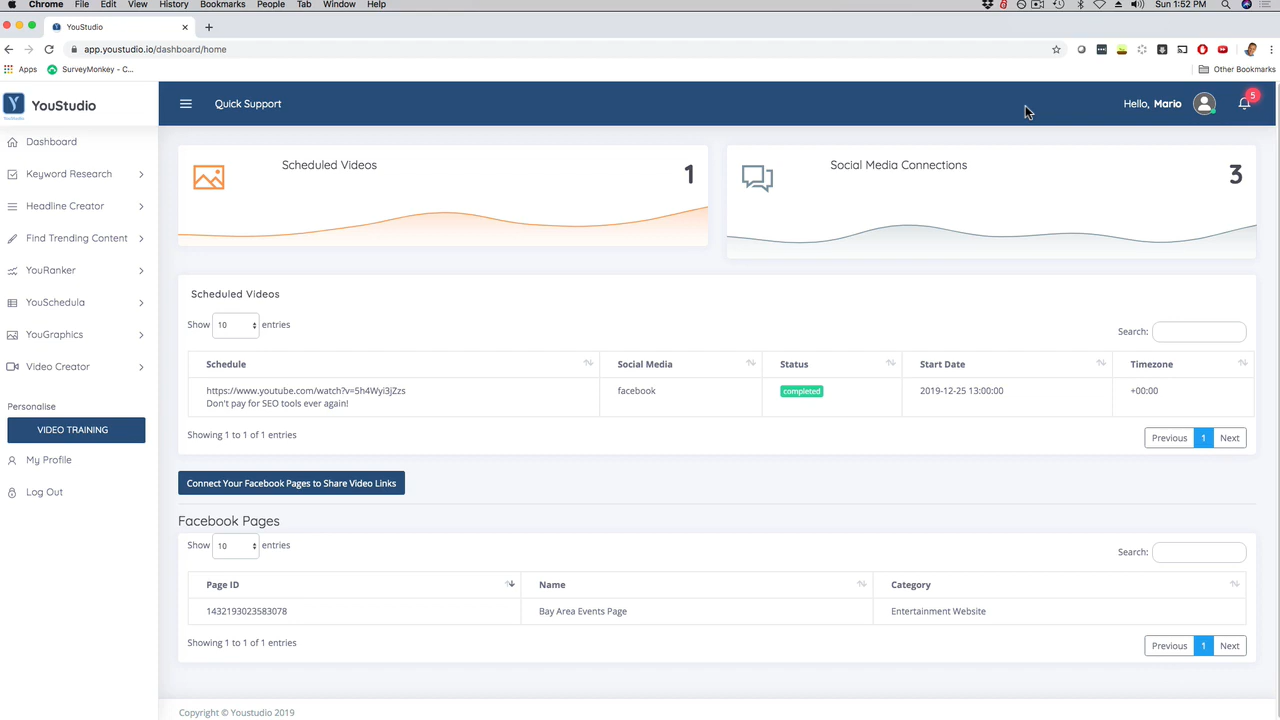 Chrome File Edit View History Bookmarks People Tab Window Help Sun 1:52 PM
YouStudio
app.youstudio.io/dashboard/home
Apps SurveyMonkey - C... Other Bookmarks
YouStudio
Quick Support
Hello, Mario
5
Dashboard
Keyword Research
Headline Creator
Find Trending Content
YouRanker
YouSchedula
YouGraphics
Video Creator
Personalise
VIDEO TRAINING
My Profile
Log Out
Scheduled Videos 1
Social Media Connections 3
Scheduled Videos
Show 10 entries
Search:
Schedule Social Media Status Start Date Timezone
https://www.youtube.com/watch?v=5h4Wyi3jZzs facebook completed 2019-12-25 13:00:00 +00:00
Don't pay for SEO tools ever again!
Showing 1 to 1 of 1 entries
Previous 1 Next
Connect Your Facebook Pages to Share Video Links
Facebook Pages
Show 10 entries
Search:
Page ID Name Category
1432193023583078 Bay Area Events Page Entertainment Website
Showing 1 to 1 of 1 entries
Previous 1 Next
Copyright © Youstudio 2019